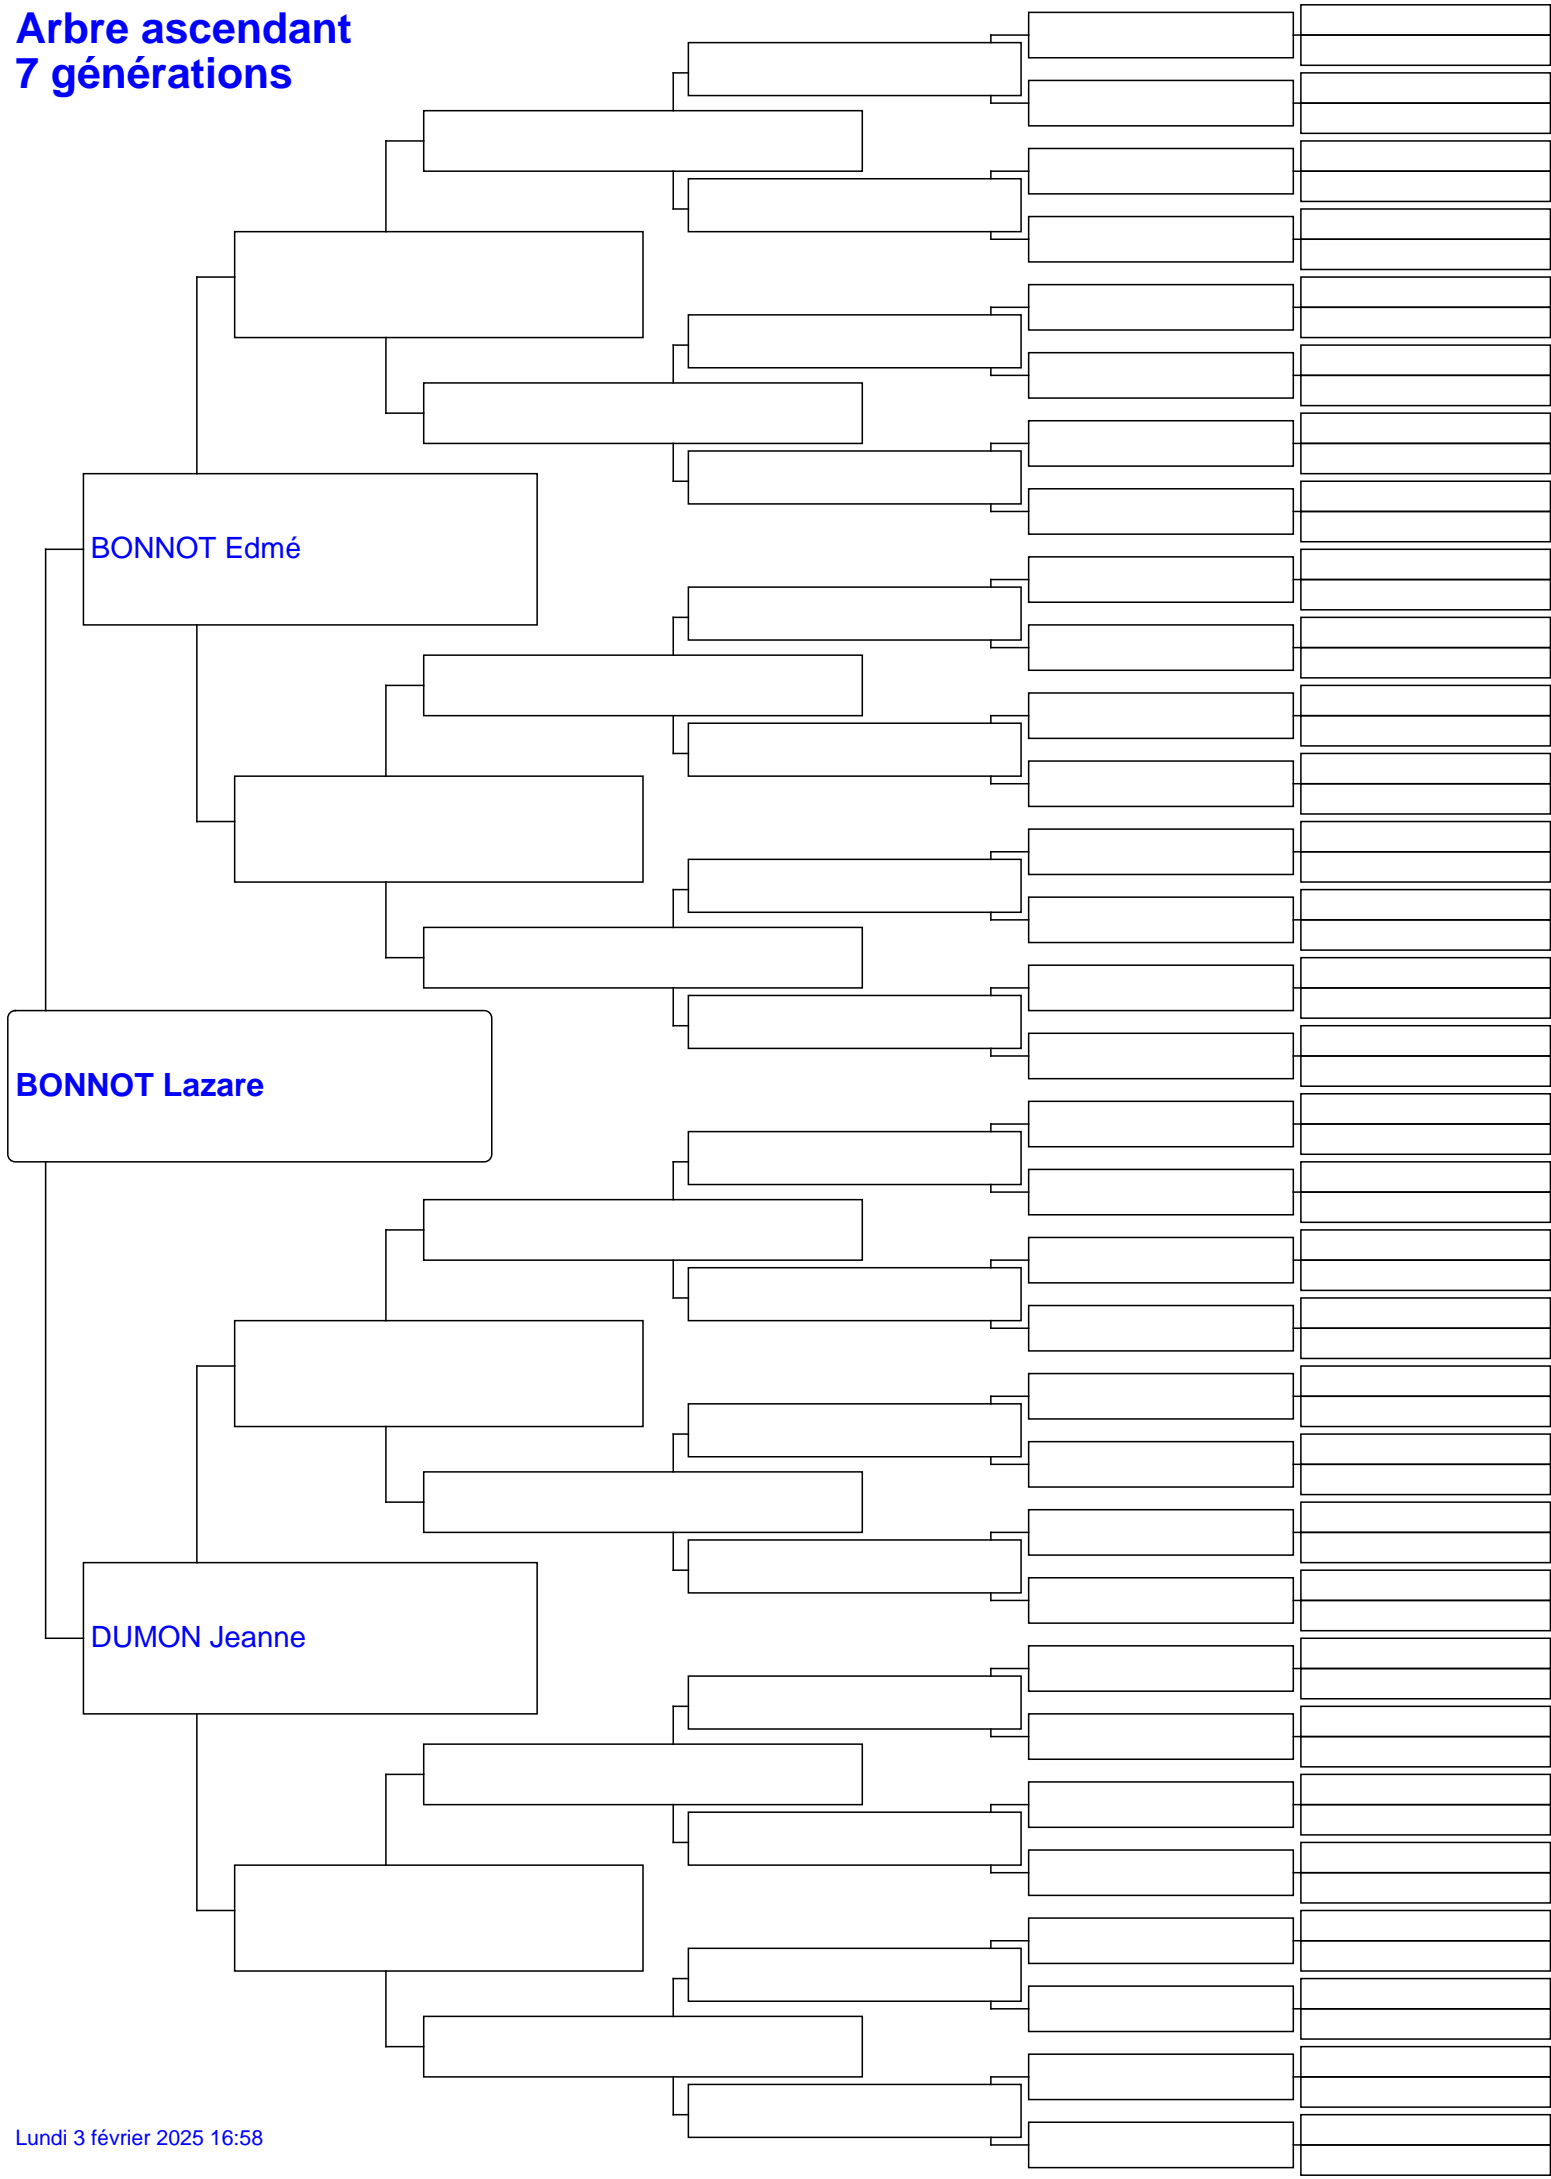 Arbre ascendant
7 générations
BONNOT Edmé
BONNOT Lazare
DUMON Jeanne
Lundi 3 février 2025 16:58